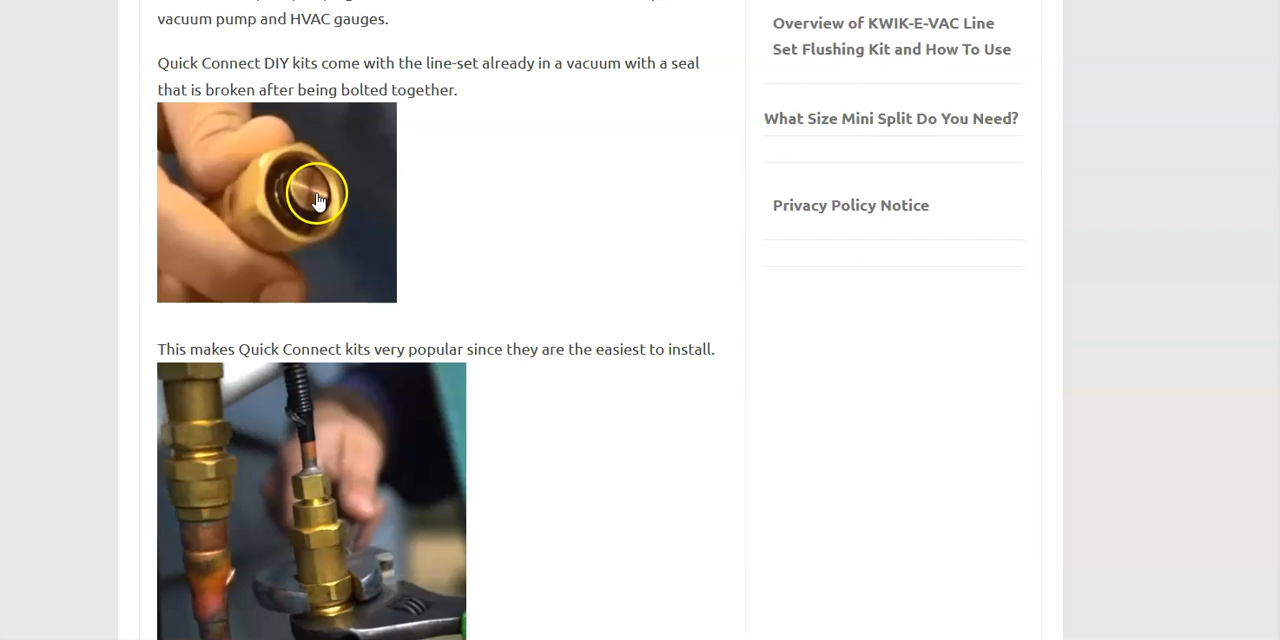 vacuum pump and HVAC gauges.
Quick Connect DIY kits come with the line-set already in a vacuum with a seal
that is broken after being bolted together.
This makes Quick Connect kits very popular since they are the easiest to install.
Overview of KWIK-E-VAC Line
Set Flushing Kit and How To Use
What Size Mini Split Do You Need?
Privacy Policy Notice